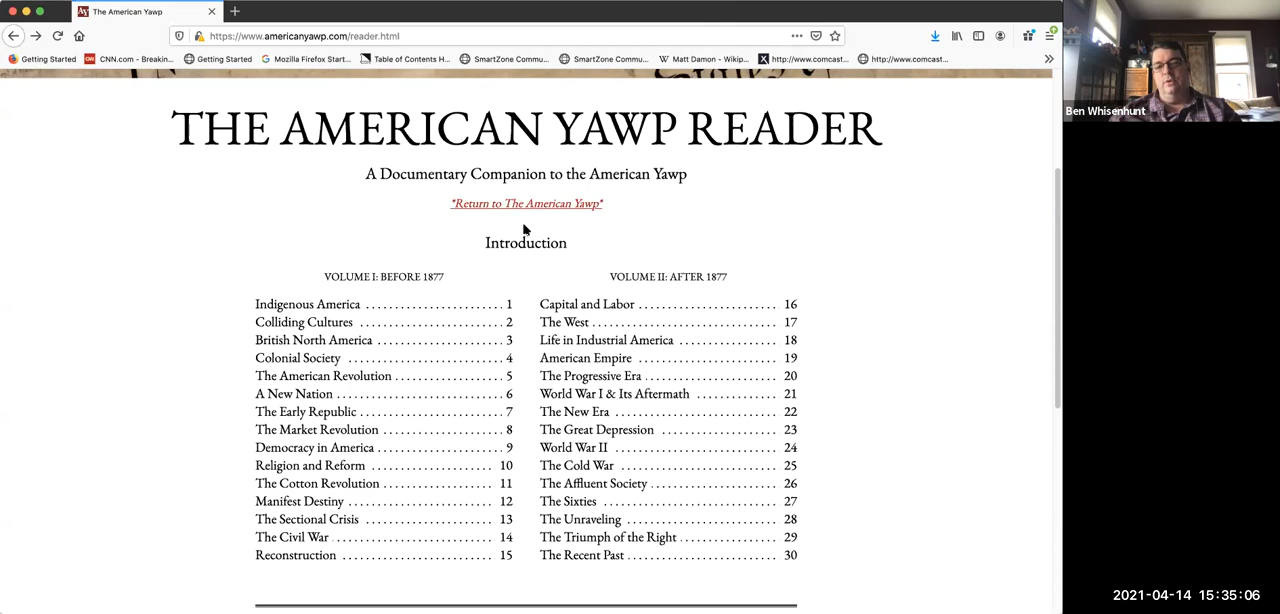 The American Yawp
https://www.americanyawp.com/reader.html
Getting Started
CNN.com - Breakin...
Getting Started
Mozilla Firefox Start...
Table of Contents H...
SmartZone Commu...
SmartZone Commu...
Matt Damon - Wikip...
http://www.comcast...
http://www.comcast...
Ben Whisenhunt
THE AMERICAN YAWP READER
A Documentary Companion to the American Yawp
*Return to The American Yawp*
Introduction
VOLUME I: BEFORE 1877
Indigenous America ........................ 1
Colliding Cultures ........................ 2
British North America ........................ 3
Colonial Society ........................ 4
The American Revolution ........................ 5
A New Nation ........................ 6
The Early Republic ........................ 7
The Market Revolution ........................ 8
Democracy in America ........................ 9
Religion and Reform ........................ 10
The Cotton Revolution ........................ 11
Manifest Destiny ........................ 12
The Sectional Crisis ........................ 13
The Civil War ........................ 14
Reconstruction ........................ 15
VOLUME II: AFTER 1877
Capital and Labor ........................ 16
The West ........................ 17
Life in Industrial America ........................ 18
American Empire ........................ 19
The Progressive Era ........................ 20
World War I & Its Aftermath ........................ 21
The New Era ........................ 22
The Great Depression ........................ 23
World War II ........................ 24
The Cold War ........................ 25
The Affluent Society ........................ 26
The Sixties ........................ 27
The Unraveling ........................ 28
The Triumph of the Right ........................ 29
The Recent Past ........................ 30
2021-04-14 15:35:06